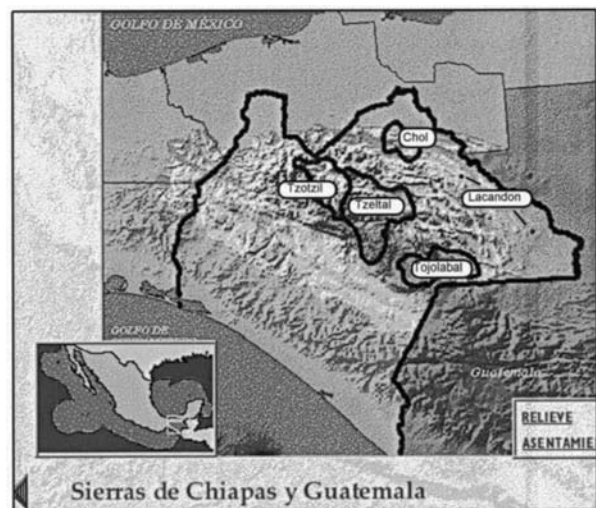 GOLFO DE MÉXICO
Chol
Tzotzil
Tzeltal
Lacandon
Tojolabal
GOLFO DE
Guatemala
RELIEVE
ASENTAMIE
Sierras de Chiapas y Guatemala